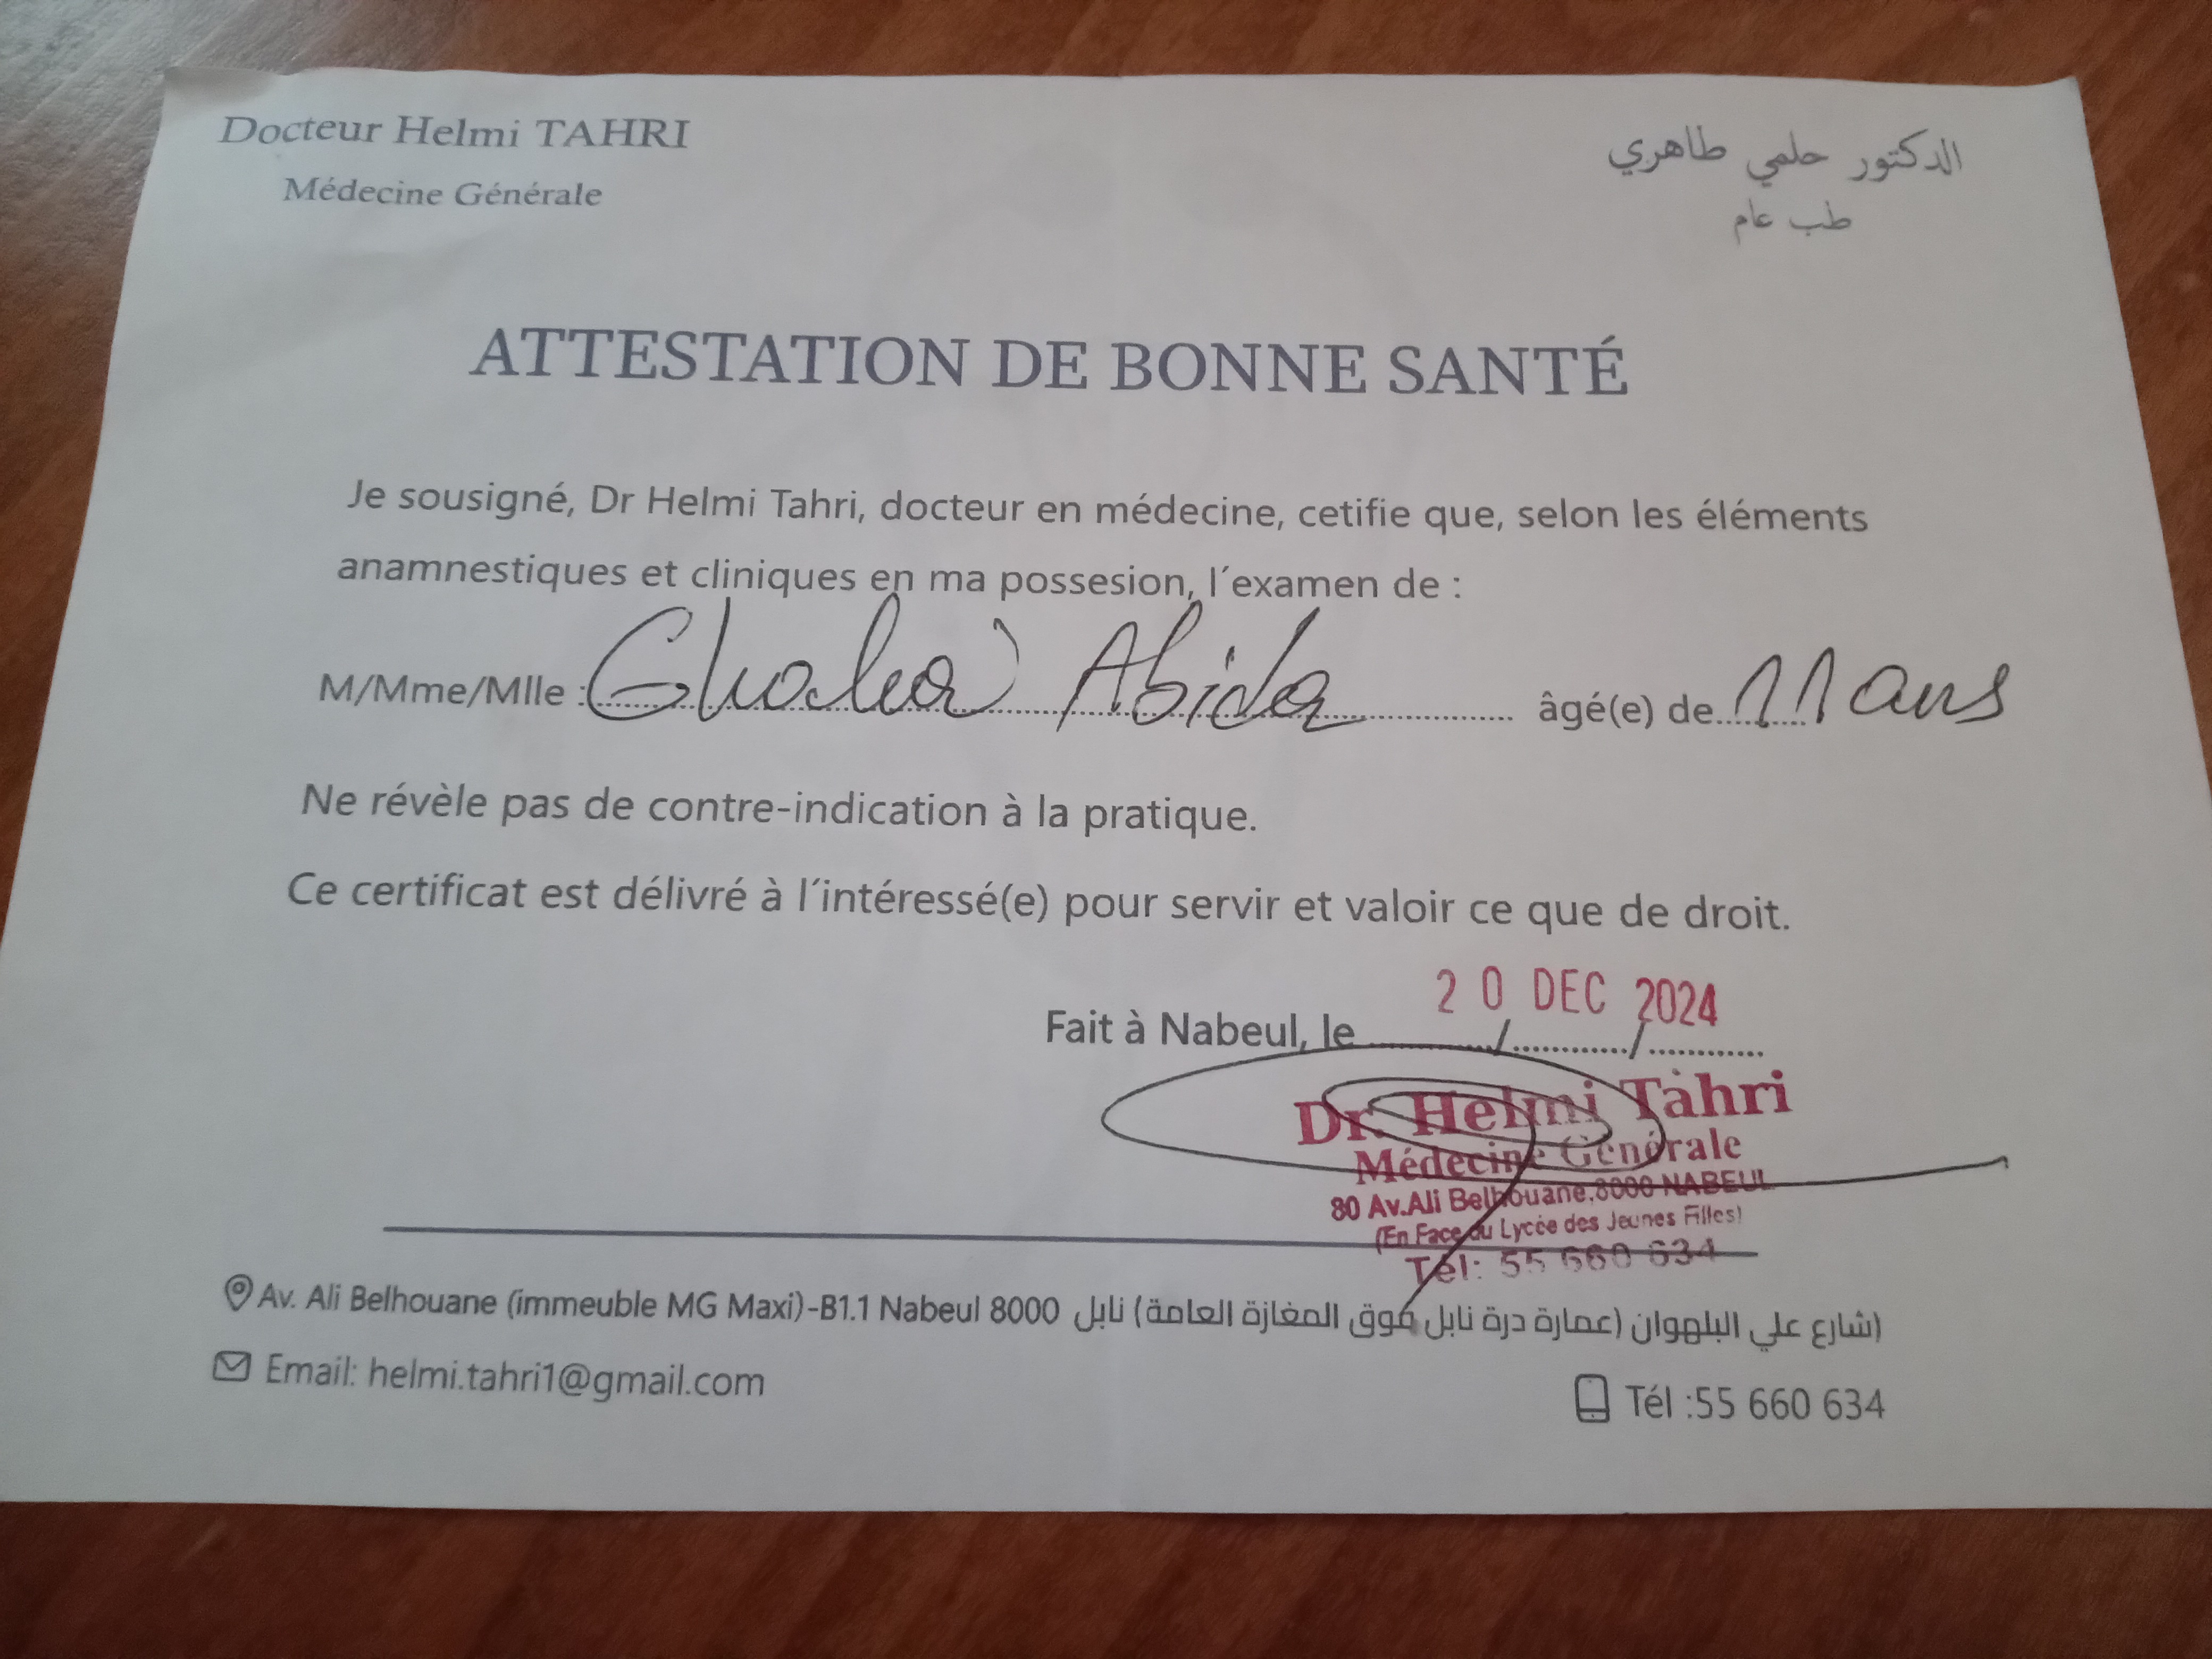 Docteur Helmi TAHRI
Médecine Générale
الدكتور حلمي طاهري
طب عام
ATTESTATION DE BONNE SANTÉ
Je sousigné, Dr Helmi Tahri, docteur en médecine, cetifie que, selon les éléments
anamnestiques et cliniques en ma possesion, l´examen de :
M/Mme/Mlle : Abida âgé(e) de 11 ans
Ne révèle pas de contre-indication à la pratique.
Ce certificat est délivré à l´intéressé(e) pour servir et valoir ce que de droit.
Fait à Nabeul, le 20 DEC 2024
Dr. Helmi Tahri
Médecine Générale
80 Av.Ali Belhouane.8000 NABEUL
(En Face du Lycée des Jeunes Filles)
Tél: 55 660 634
Av. Ali Belhouane (immeuble MG Maxi)-B1.1 Nabeul 8000 شارع علي البلهوان (عمارة درة نابل فوق المغازة العامة) نابل)
Email: helmi.tahri1@gmail.com
Tél :55 660 634